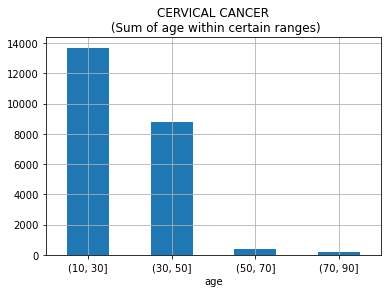 CERVICAL CANCER
(Sum of age within certain ranges)
14000
12000
10000
8000
6000
4000
2000
0
(10, 30] (30, 50] (50, 70] (70, 90]
age